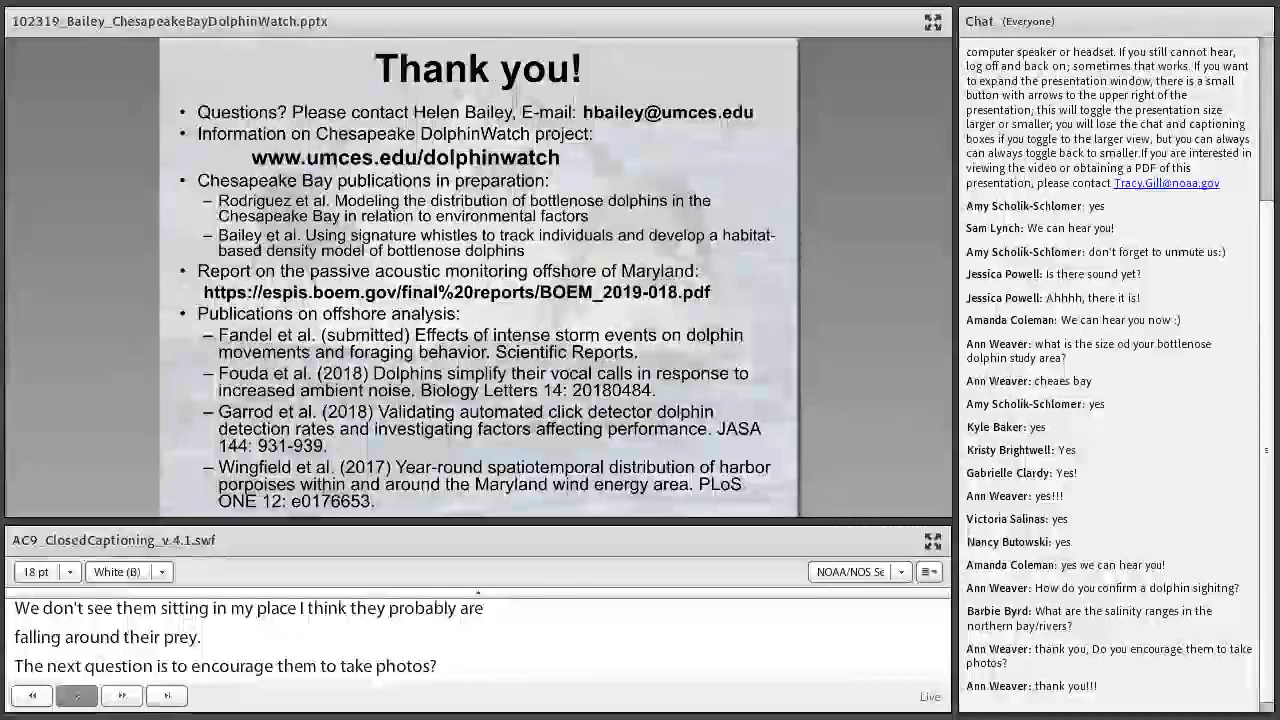 102319_Bailey_ChesapeakeBayDolphinWatch.pptx
Thank you!
• Questions? Please contact Helen Bailey, E-mail: hbailey@umces.edu
• Information on Chesapeake DolphinWatch project:
www.umces.edu/dolphinwatch
• Chesapeake Bay publications in preparation:
– Rodriguez et al. Modeling the distribution of bottlenose dolphins in the
Chesapeake Bay in relation to environmental factors
– Bailey et al. Using signature whistles to track individuals and develop a habitat-
based density model of bottlenose dolphins
• Report on the passive acoustic monitoring offshore of Maryland:
https://espis.boem.gov/final%20reports/BOEM_2019-018.pdf
• Publications on offshore analysis:
– Fandel et al. (submitted) Effects of intense storm events on dolphin
movements and foraging behavior. Scientific Reports.
– Fouda et al. (2018) Dolphins simplify their vocal calls in response to
increased ambient noise. Biology Letters 14: 20180484.
– Garrod et al. (2018) Validating automated click detector dolphin
detection rates and investigating factors affecting performance. JASA
144: 931-939.
– Wingfield et al. (2017) Year-round spatiotemporal distribution of harbor
porpoises within and around the Maryland wind energy area. PLoS
ONE 12: e0176653.
AC9_ClosedCaptioning_v.4.1.swf
18 pt
White (B)
NOAA/NOS Se
We don't see them sitting in my place I think they probably are
falling around their prey.
The next question is to encourage them to take photos?
Live
Chat (Everyone)
computer speaker or headset. If you still cannot hear,
log off and back on; sometimes that works. If you want
to expand the presentation window, there is a small
button with arrows to the upper right of the
presentation; this will toggle the presentation size
larger or smaller; you will lose the chat and captioning
boxes if you toggle to the larger view, but you can always
can always toggle back to smaller.If you are interested in
viewing the video or obtaining a PDF of this
presentation, please contact Tracy.Gill@noaa.gov
Amy Scholik-Schlomer: yes
Sam Lynch: We can hear you!
Amy Scholik-Schlomer: don't forget to unmute us:)
Jessica Powell: Is there sound yet?
Jessica Powell: Ahhhh, there it is!
Amanda Coleman: We can hear you now :)
Ann Weaver: what is the size od your bottlenose
dolphin study area?
Ann Weaver: cheaes bay
Amy Scholik-Schlomer: yes
Kyle Baker: yes
Kristy Brightwell: Yes
Gabrielle Clardy: Yes!
Ann Weaver: yes!!!
Victoria Salinas: yes
Nancy Butowski: yes
Amanda Coleman: yes we can hear you!
Ann Weaver: How do you confirm a dolphin sighitng?
Barbie Byrd: What are the salinity ranges in the
northern bay/rivers?
Ann Weaver: thank you, Do you encourage them to take
photos?
Ann Weaver: thank you!!!